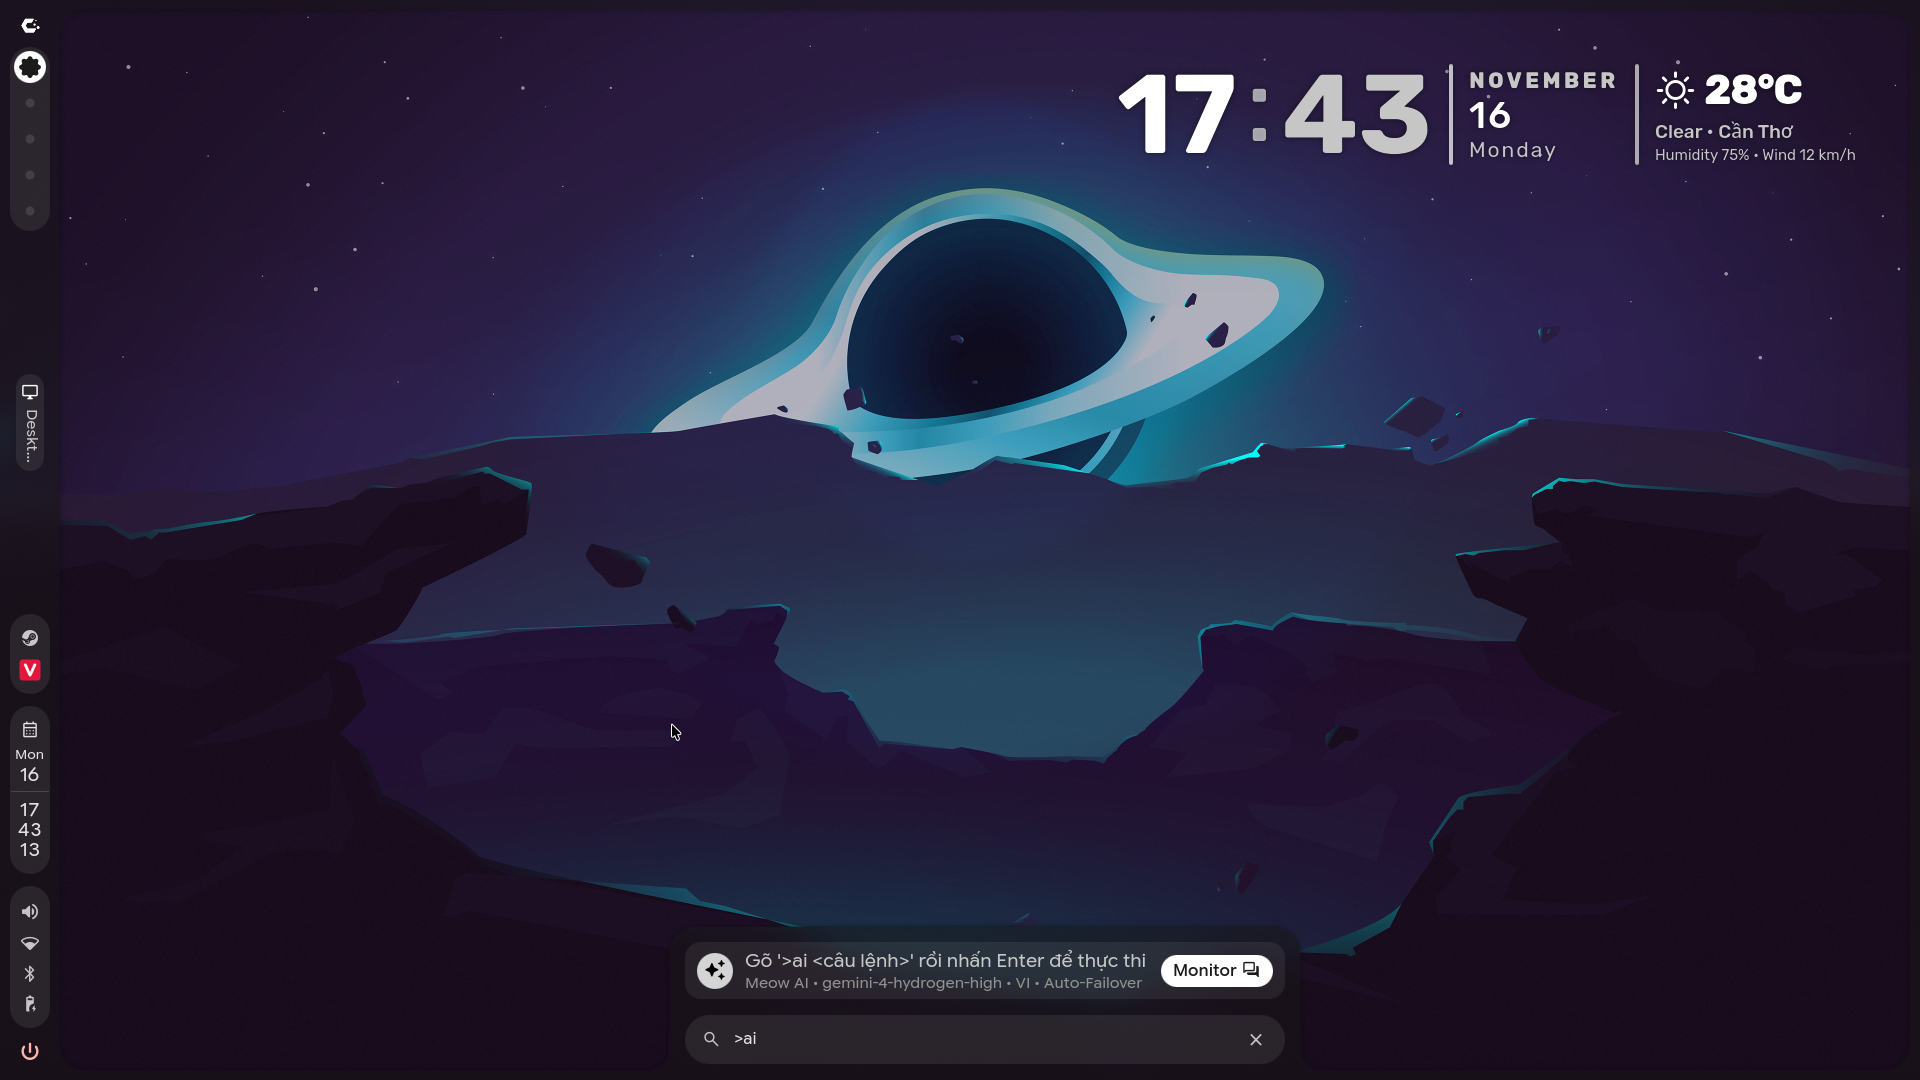 17:43
NOVEMBER
16
Monday
28°C
Clear • Cần Thơ
Humidity 75% • Wind 12 km/h
Deskt...
V
Mon
16
17
43
13
Gõ '>ai <câu lệnh>' rồi nhấn Enter để thực thi
Meow AI • gemini-4-hydrogen-high • VI • Auto-Failover
Monitor
>ai